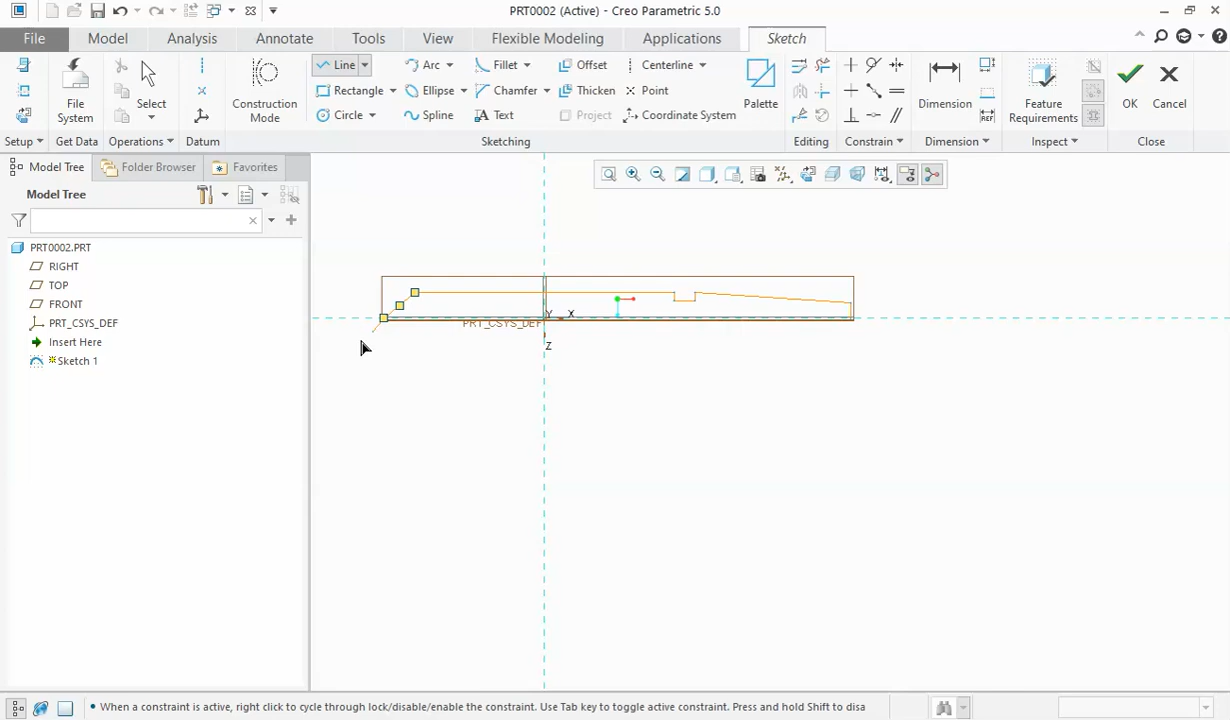 PRT0002 (Active) - Creo Parametric 5.0
File Model Analysis Annotate Tools View Flexible Modeling Applications Sketch
Line Arc Fillet Offset Centerline
Rectangle Ellipse Chamfer Thicken Point
Circle Spline Text Project Coordinate System
File System
Select
Construction Mode
Palette
Dimension
Feature Requirements
OK
Cancel
Setup Get Data Operations Datum Sketching Editing Constrain Dimension Inspect Close
Model Tree Folder Browser Favorites
Model Tree
PRT0002.PRT
RIGHT
TOP
FRONT
PRT_CSYS_DEF
Insert Here
Sketch 1
Y X
PRT_CSYS_DEF
Z
• When a constraint is active, right click to cycle through lock/disable/enable the constraint. Use Tab key to toggle active constraint. Press and hold Shift to disa